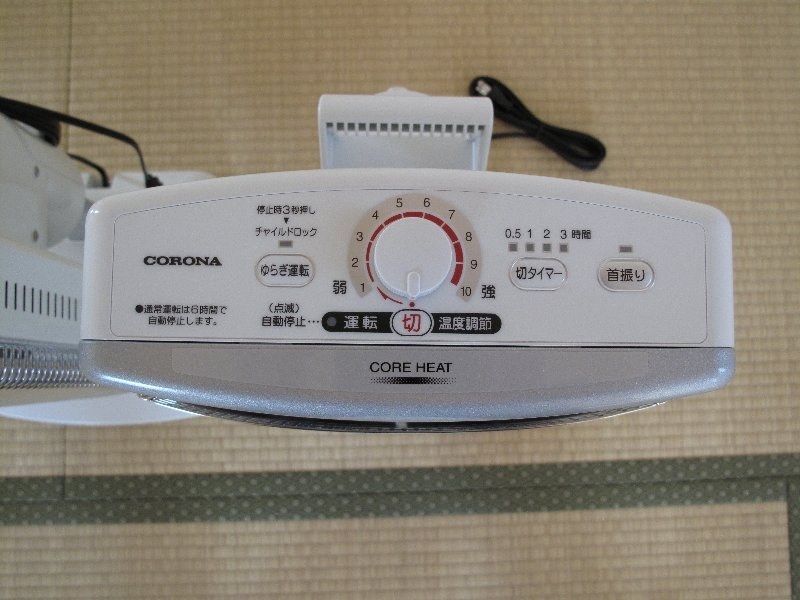 停止時3秒押し
▼
チャイルドロック
ゆらぎ運転
CORONA
●通常運転は6時間で
自動停止します。
(点滅)
自動停止…
1 2 3 4 5 6 7 8 9 10
弱
強
運転
切
温度調節
0.5 1 2 3 時間
切タイマー
首振り
CORE HEAT